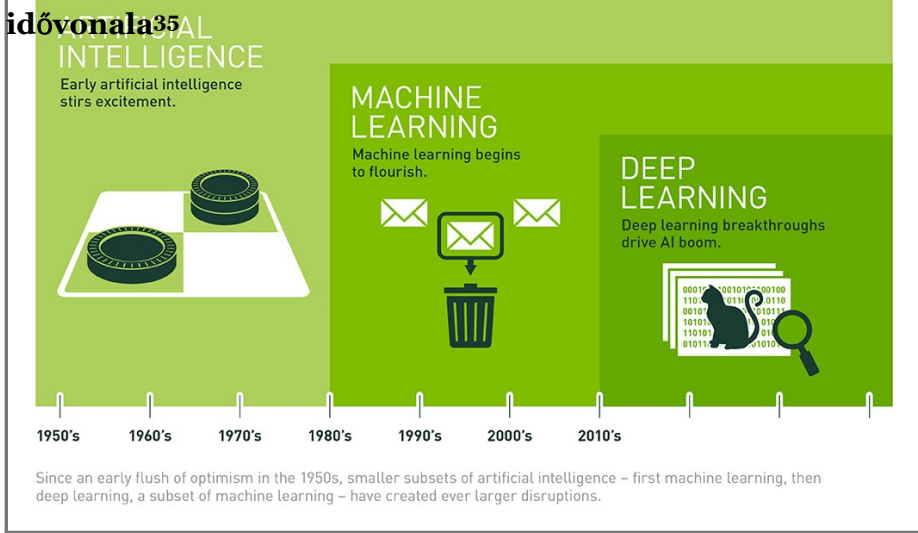 idővonala35
ARTIFICIAL
INTELLIGENCE
Early artificial intelligence
stirs excitement.
MACHINE
LEARNING
Machine learning begins
to flourish.
DEEP
LEARNING
Deep learning breakthroughs
drive AI boom.
1950's 1960's 1970's 1980's 1990's 2000's 2010's
Since an early flush of optimism in the 1950s, smaller subsets of artificial intelligence – first machine learning, then
deep learning, a subset of machine learning – have created ever larger disruptions.